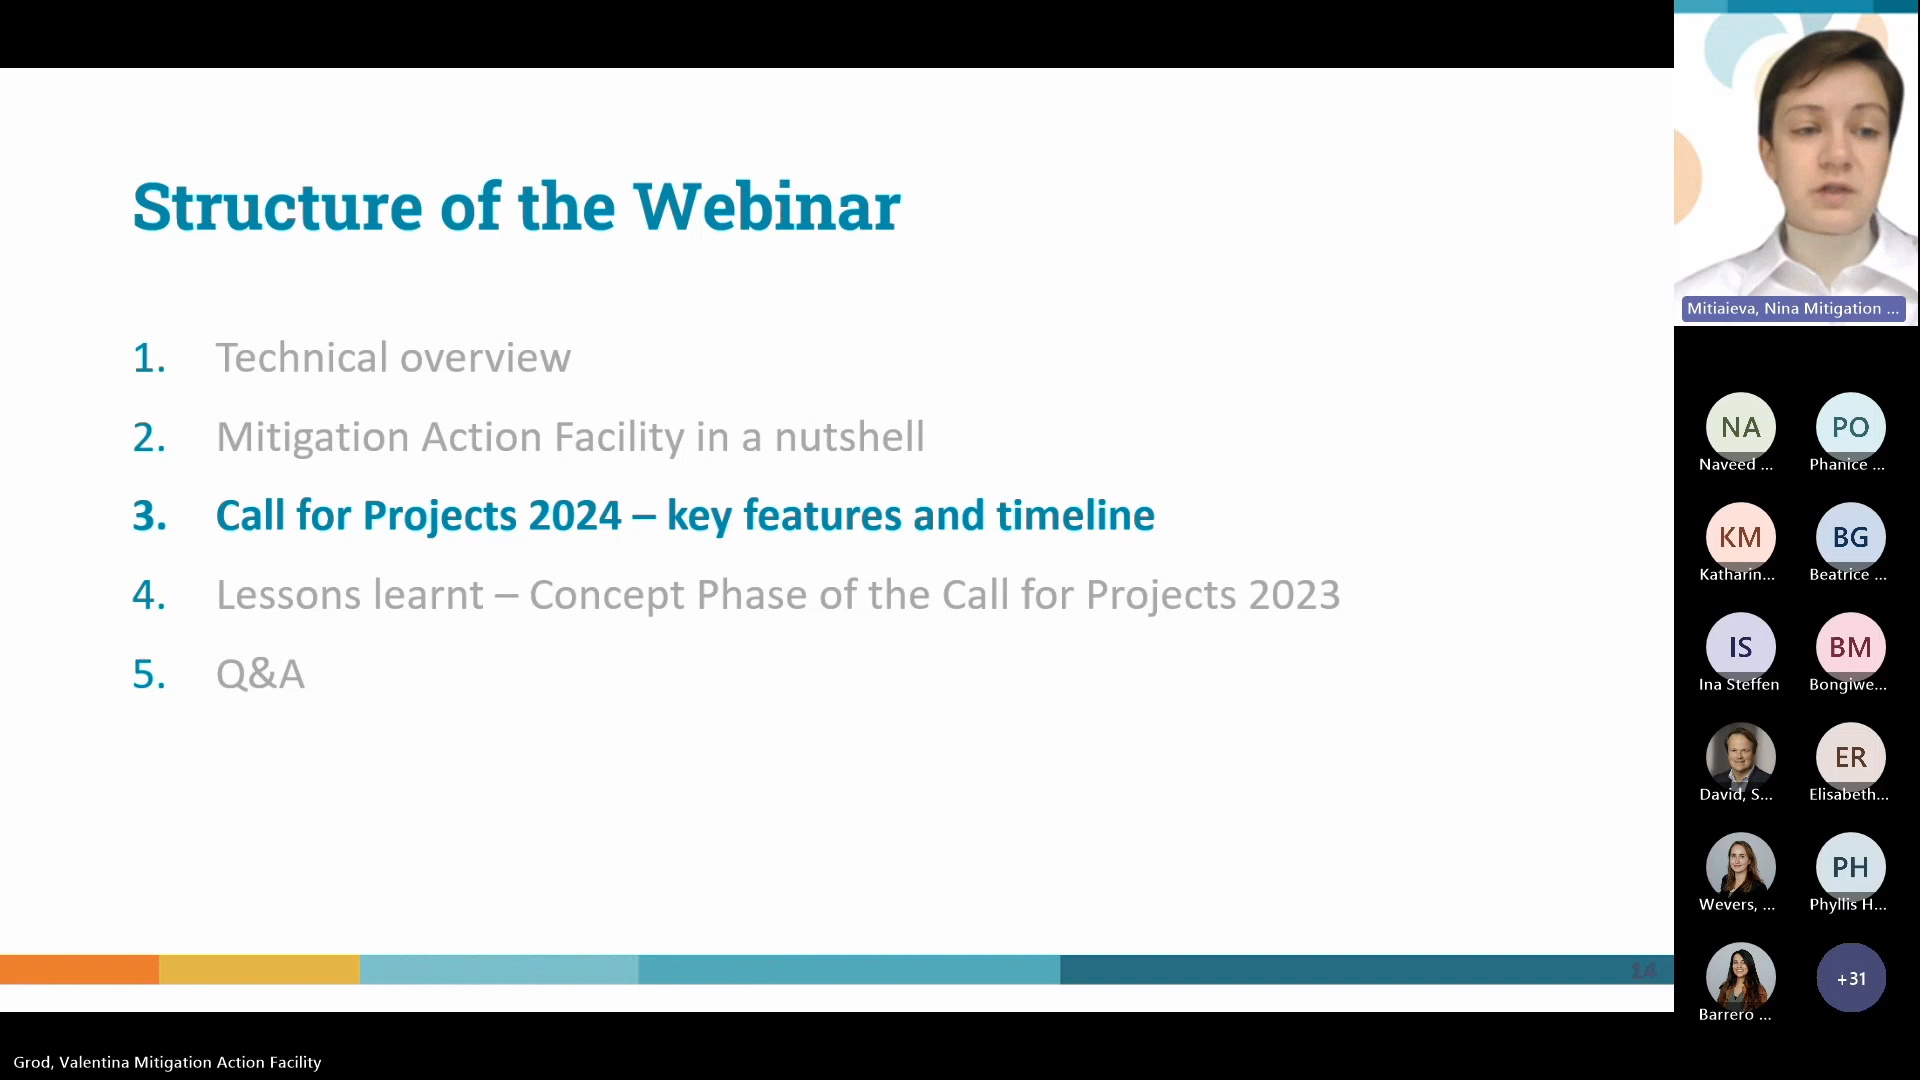 Structure of the Webinar
1. Technical overview
2. Mitigation Action Facility in a nutshell
3. Call for Projects 2024 – key features and timeline
4. Lessons learnt – Concept Phase of the Call for Projects 2023
5. Q&A
14
Mitiaieva, Nina Mitigation ...
NA PO
Naveed ... Phanice ...
KM BG
Katharin... Beatrice ...
IS BM
Ina Steffen Bongiwe...
ER
David, S... Elisabeth...
PH
Wevers, ... Phyllis H...
+31
Barrero ...
Grod, Valentina Mitigation Action Facility